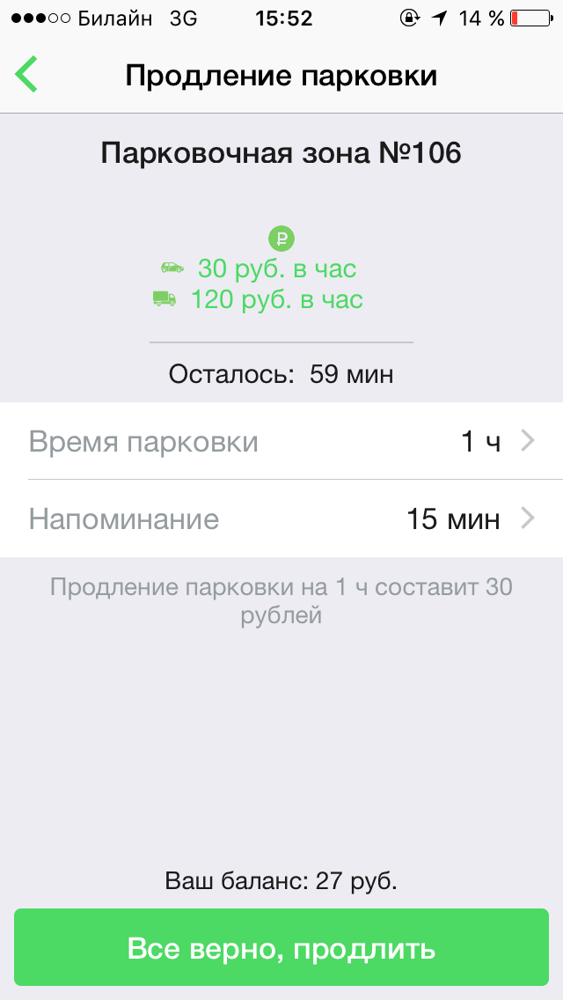 Билайн 3G 15:52 14 %
Продление парковки
Парковочная зона №106
₽
30 руб. в час
120 руб. в час
Осталось: 59 мин
Время парковки 1 ч
Напоминание 15 мин
Продление парковки на 1 ч составит 30
рублей
Ваш баланс: 27 руб.
Все верно, продлить